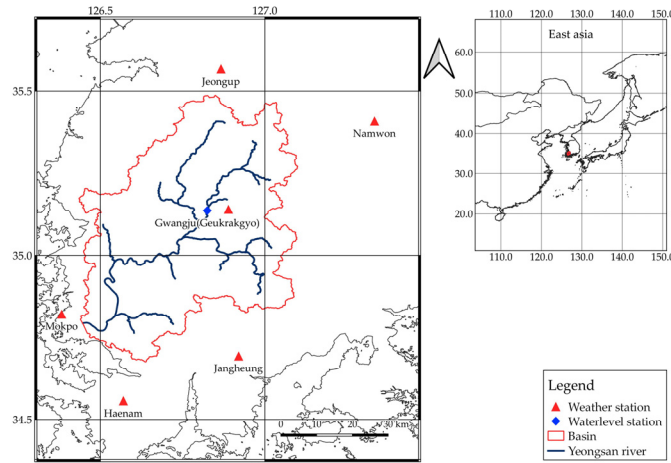 126.5 127.0
35.5
35.0
31.5
Jeongup
Namwon
Gwangju(Geukrakgyo)
Mokpo
Jangheung
Haenam
0 10 20 30 km
110.0 120.0 130.0 140.0 150.0
East asia
60.0
50.0
40.0
30.0
20.0
110.0 120.0 130.0 140.0 150.0
Legend
Weather station
Waterlevel station
Basin
Yeongsan river